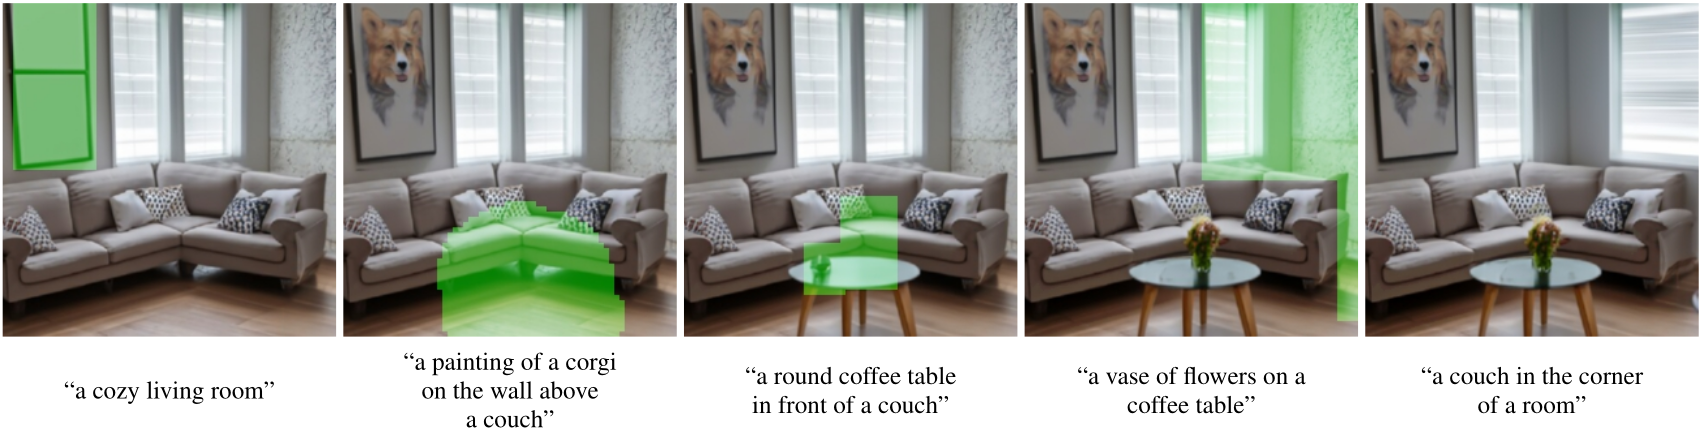 “a cozy living room”
“a painting of a corgi
on the wall above
a couch”
“a round coffee table
in front of a couch”
“a vase of flowers on a
coffee table”
“a couch in the corner
of a room”